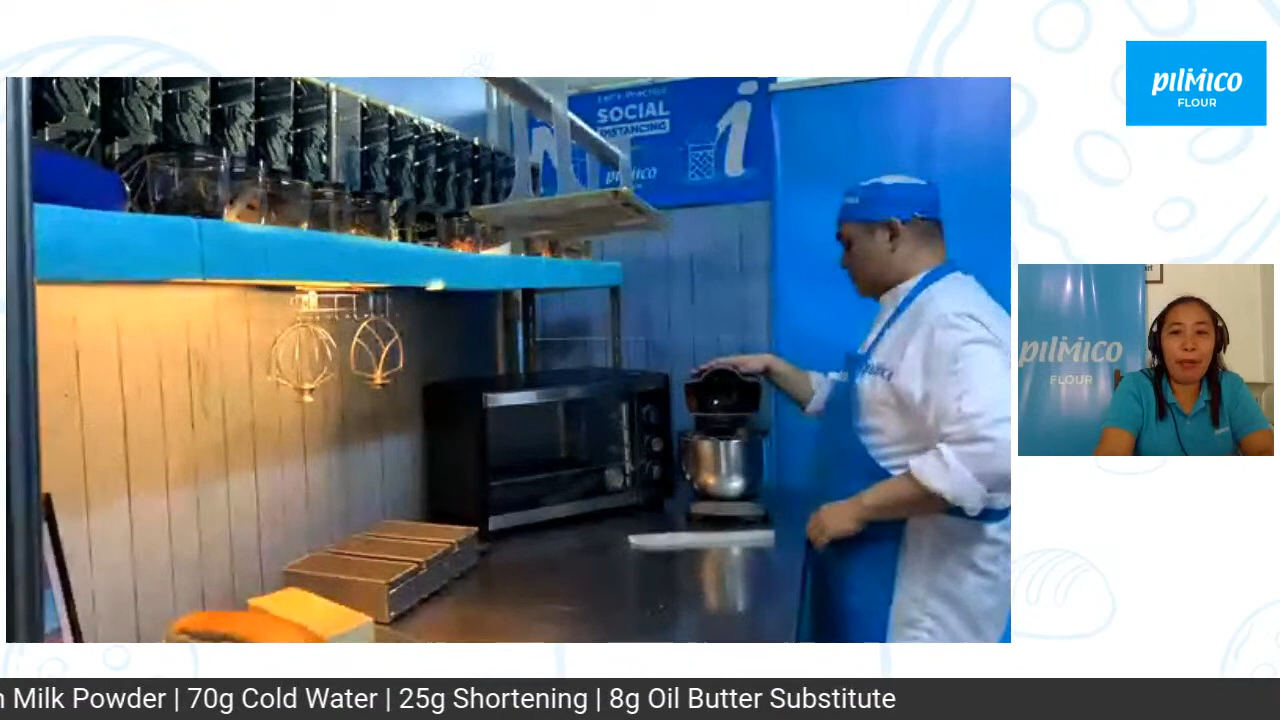 pilmico
FLOUR
Let's Practice
SOCIAL
DISTANCING
pilmico
i
pilmico
FLOUR
n Milk Powder | 70g Cold Water | 25g Shortening | 8g Oil Butter Substitute